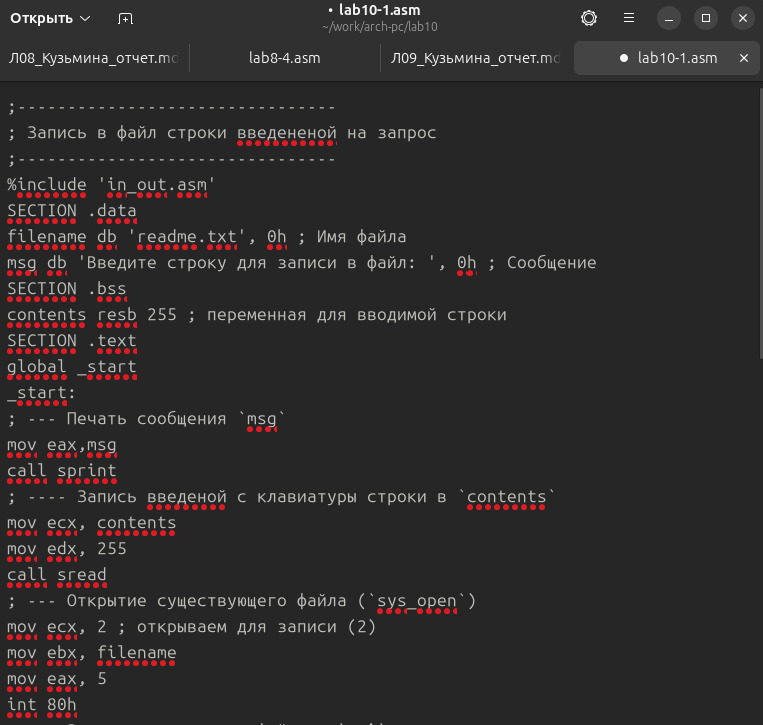 Открыть
• lab10-1.asm
~/work/arch-pc/lab10
Л08_Кузьмина_отчет.md
lab8-4.asm
Л09_Кузьмина_отчет.md
lab10-1.asm
;--------------------------------
; Запись в файл строки введененой на запрос
;--------------------------------
%include 'in_out.asm'
SECTION .data
filename db 'readme.txt', 0h ; Имя файла
msg db 'Введите строку для записи в файл: ', 0h ; Сообщение
SECTION .bss
contents resb 255 ; переменная для вводимой строки
SECTION .text
global _start
_start:
; --- Печать сообщения `msg`
mov eax,msg
call sprint
; ---- Запись введеной с клавиатуры строки в `contents`
mov ecx, contents
mov edx, 255
call sread
; --- Открытие существующего файла (`sys_open`)
mov ecx, 2 ; открываем для записи (2)
mov ebx, filename
mov eax, 5
int 80h